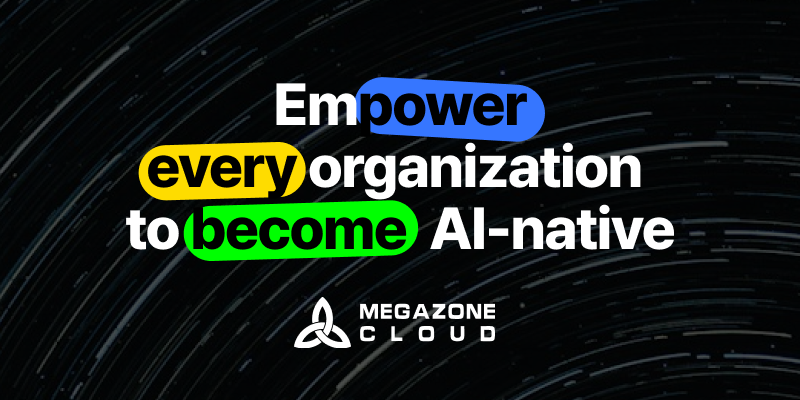 Empower
every organization
to become AI-native
MEGAZONE
CLOUD